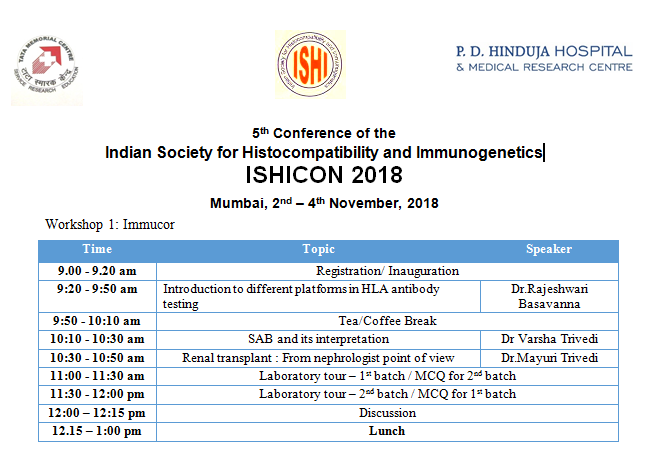 TATA MEMORIAL CENTRE
टाटा स्मारक केन्द्र
SERVICE RESEARCH EDUCATION
Indian Society for Histocompatibility and Immunogenetics
ISHI
P. D. HINDUJA HOSPITAL
& MEDICAL RESEARCH CENTRE
5th Conference of the
Indian Society for Histocompatibility and Immunogenetics
ISHICON 2018
Mumbai, 2nd – 4th November, 2018
Workshop 1: Immucor
Time Topic Speaker
9.00 - 9.20 am Registration/ Inauguration
9:20 - 9:50 am Introduction to different platforms in HLA antibody testing Dr.Rajeshwari Basavanna
9:50 - 10:10 am Tea/Coffee Break
10:10 - 10:30 am SAB and its interpretation Dr Varsha Trivedi
10:30 - 10:50 am Renal transplant : From nephrologist point of view Dr.Mayuri Trivedi
11:00 - 11:30 am Laboratory tour – 1st batch / MCQ for 2nd batch
11:30 - 12:00 pm Laboratory tour – 2nd batch / MCQ for 1st batch
12:00 – 12:15 pm Discussion
12.15 – 1:00 pm Lunch